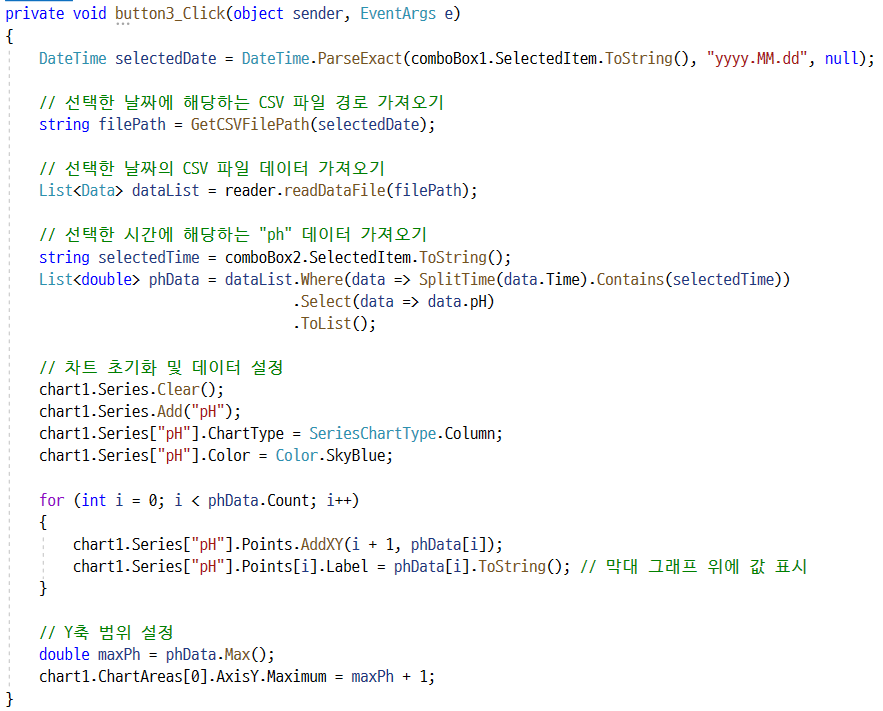 private void button3_Click(object sender, EventArgs e)
{
    DateTime selectedDate = DateTime.ParseExact(comboBox1.SelectedItem.ToString(), "yyyy.MM.dd", null);

    // 선택한 날짜에 해당하는 CSV 파일 경로 가져오기
    string filePath = GetCSVFilePath(selectedDate);

    // 선택한 날짜의 CSV 파일 데이터 가져오기
    List<Data> dataList = reader.readDataFile(filePath);

    // 선택한 시간에 해당하는 "ph" 데이터 가져오기
    string selectedTime = comboBox2.SelectedItem.ToString();
    List<double> phData = dataList.Where(data => SplitTime(data.Time).Contains(selectedTime))
                                  .Select(data => data.pH)
                                  .ToList();

    // 차트 초기화 및 데이터 설정
    chart1.Series.Clear();
    chart1.Series.Add("pH");
    chart1.Series["pH"].ChartType = SeriesChartType.Column;
    chart1.Series["pH"].Color = Color.SkyBlue;

    for (int i = 0; i < phData.Count; i++)
    {
        chart1.Series["pH"].Points.AddXY(i + 1, phData[i]);
        chart1.Series["pH"].Points[i].Label = phData[i].ToString(); // 막대 그래프 위에 값 표시
    }

    // Y축 범위 설정
    double maxPh = phData.Max();
    chart1.ChartAreas[0].AxisY.Maximum = maxPh + 1;
}